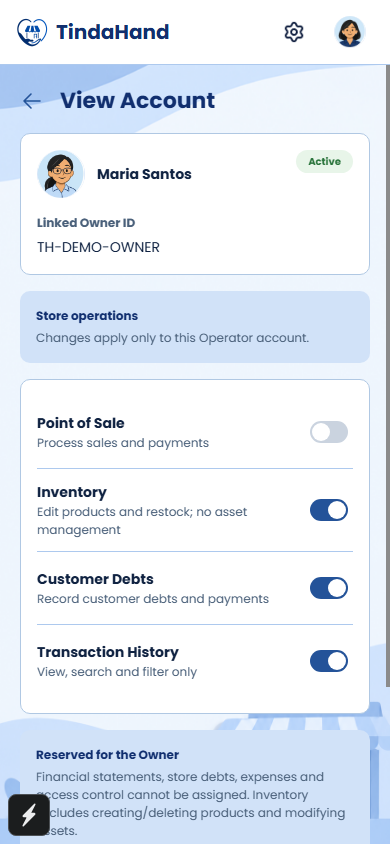 TindaHand
View Account
Maria Santos
Active
Linked Owner ID
TH-DEMO-OWNER
Store operations
Changes apply only to this Operator account.
Point of Sale
Process sales and payments
Inventory
Edit products and restock; no asset
management
Customer Debts
Record customer debts and payments
Transaction History
View, search and filter only
Reserved for the Owner
Financial statements, store debts, expenses and
access control cannot be assigned. Inventory
creating/deleting products and modifying